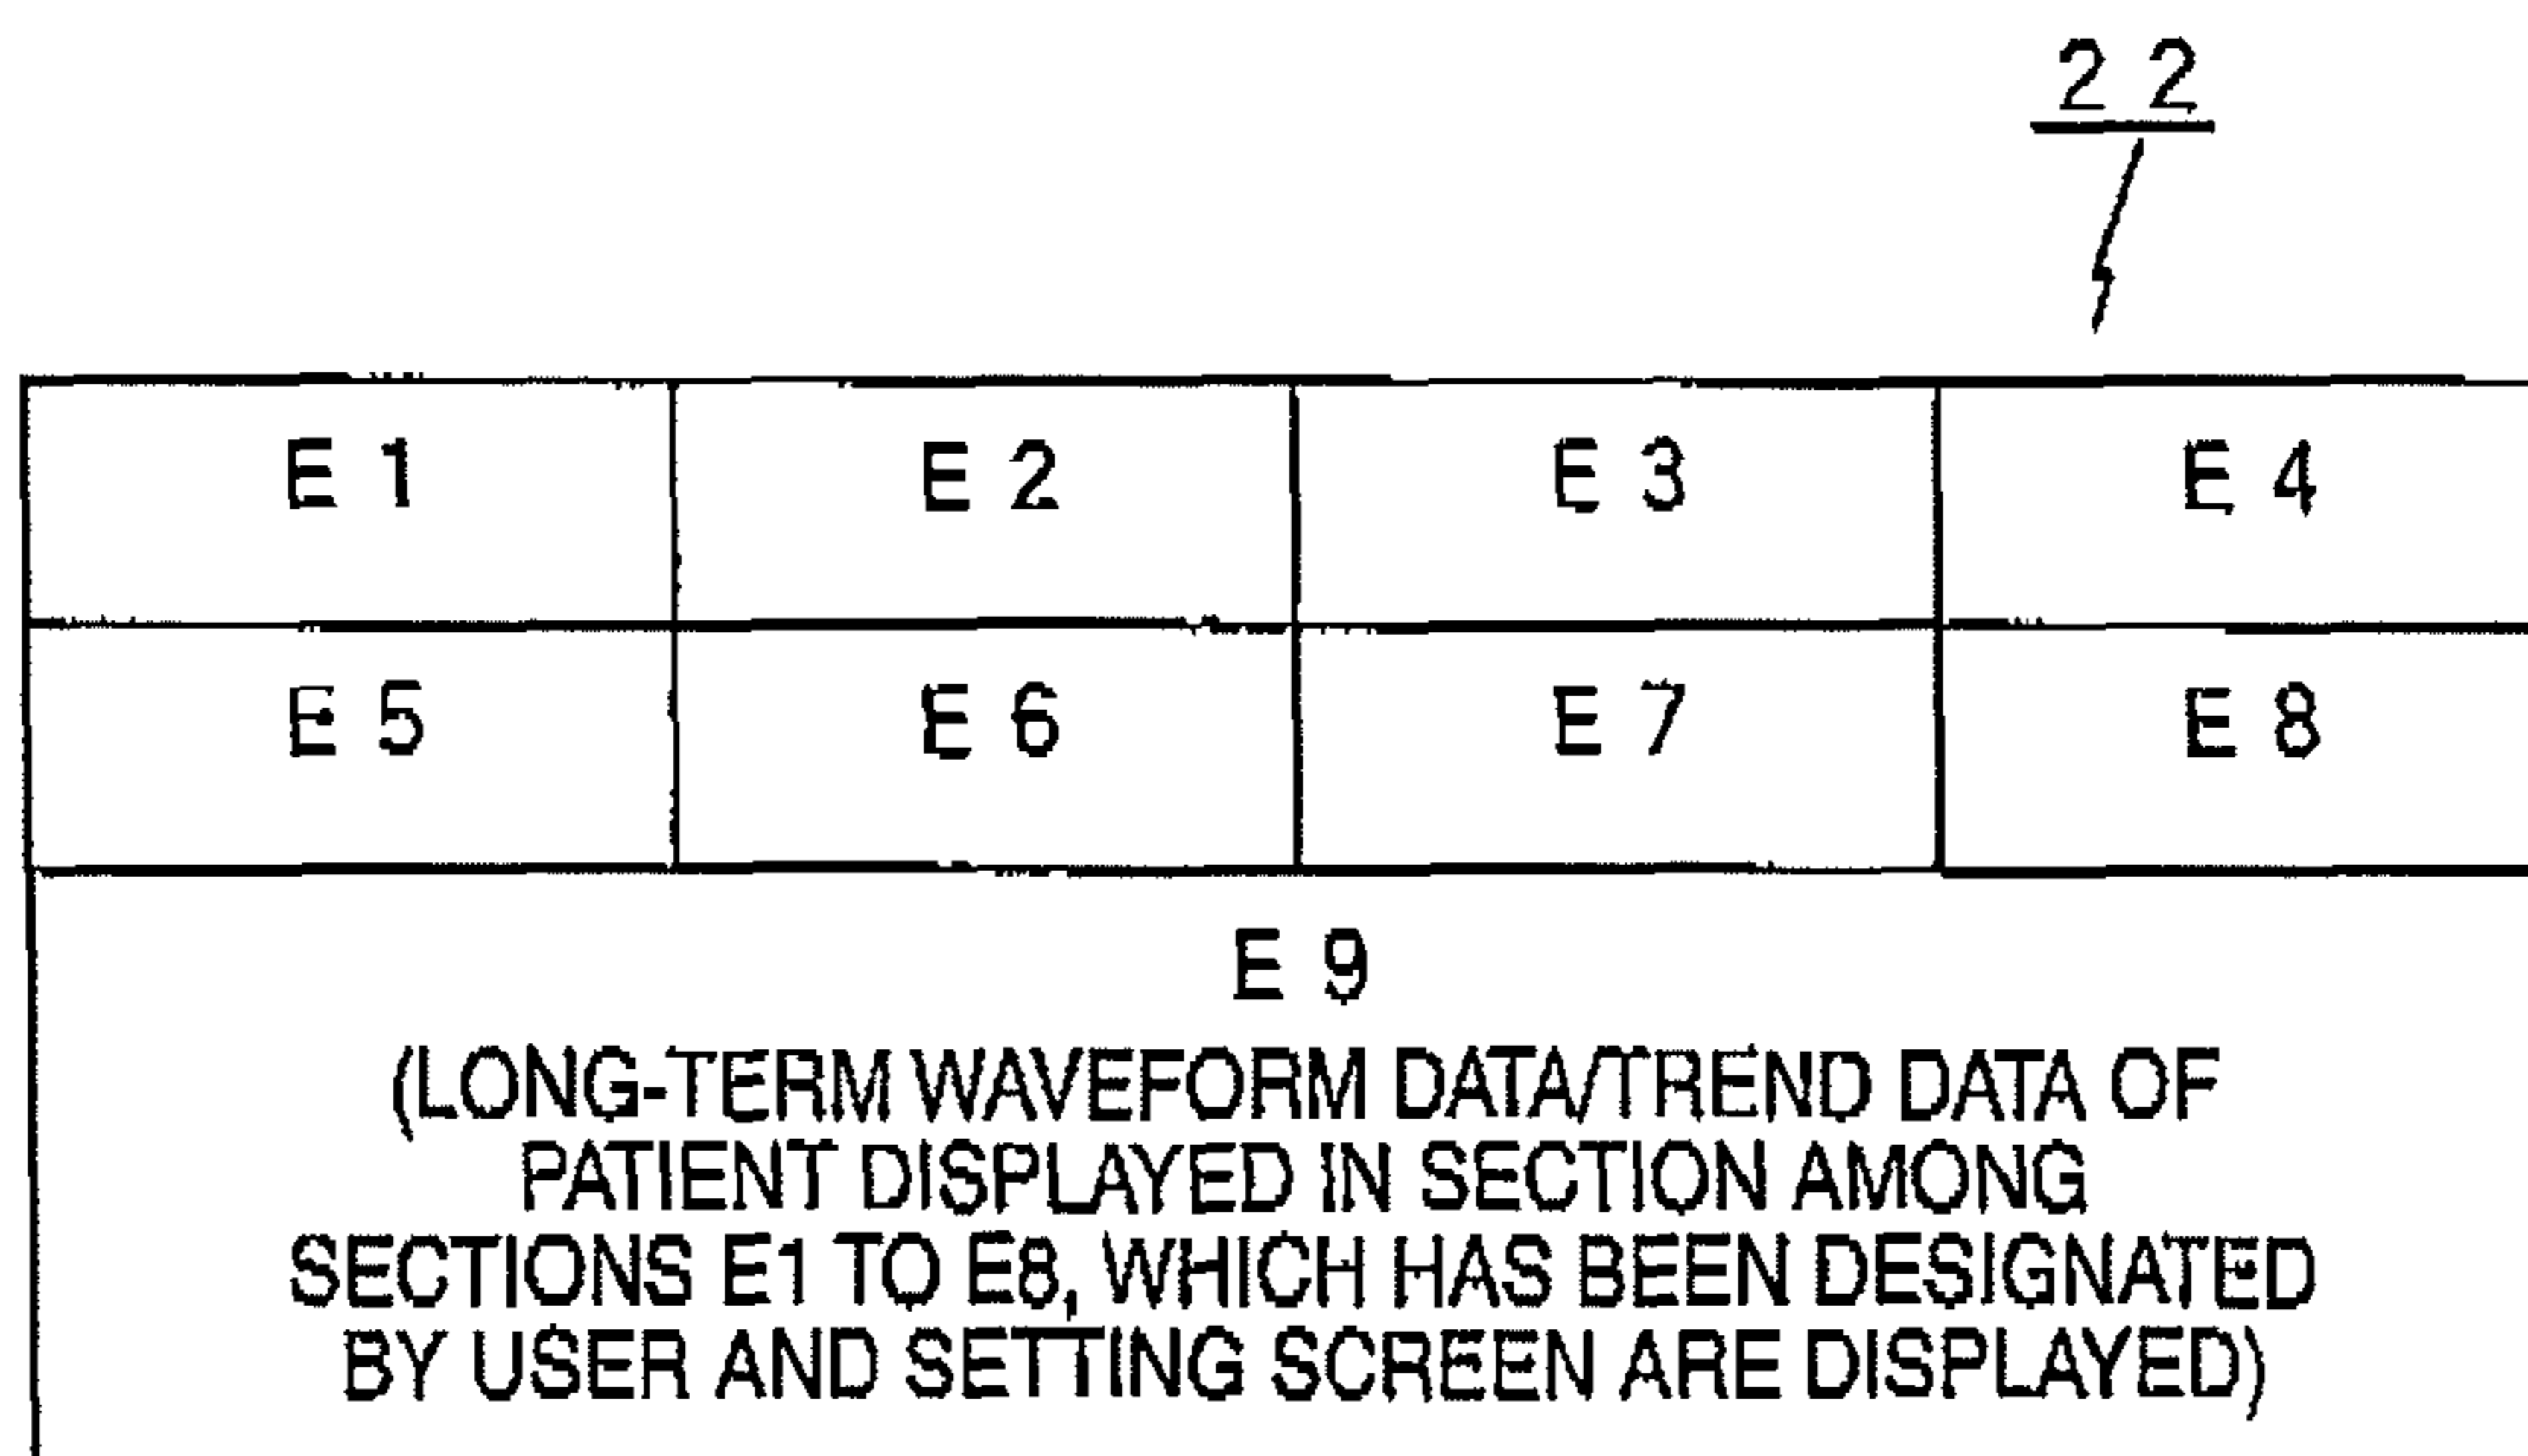 22
E1 E2 E3 E4
E5 E6 E7 E8
E9
(LONG-TERM WAVEFORM DATA/TREND DATA OF
PATIENT DISPLAYED IN SECTION AMONG
SECTIONS E1 TO E8, WHICH HAS BEEN DESIGNATED
BY USER AND SETTING SCREEN ARE DISPLAYED)